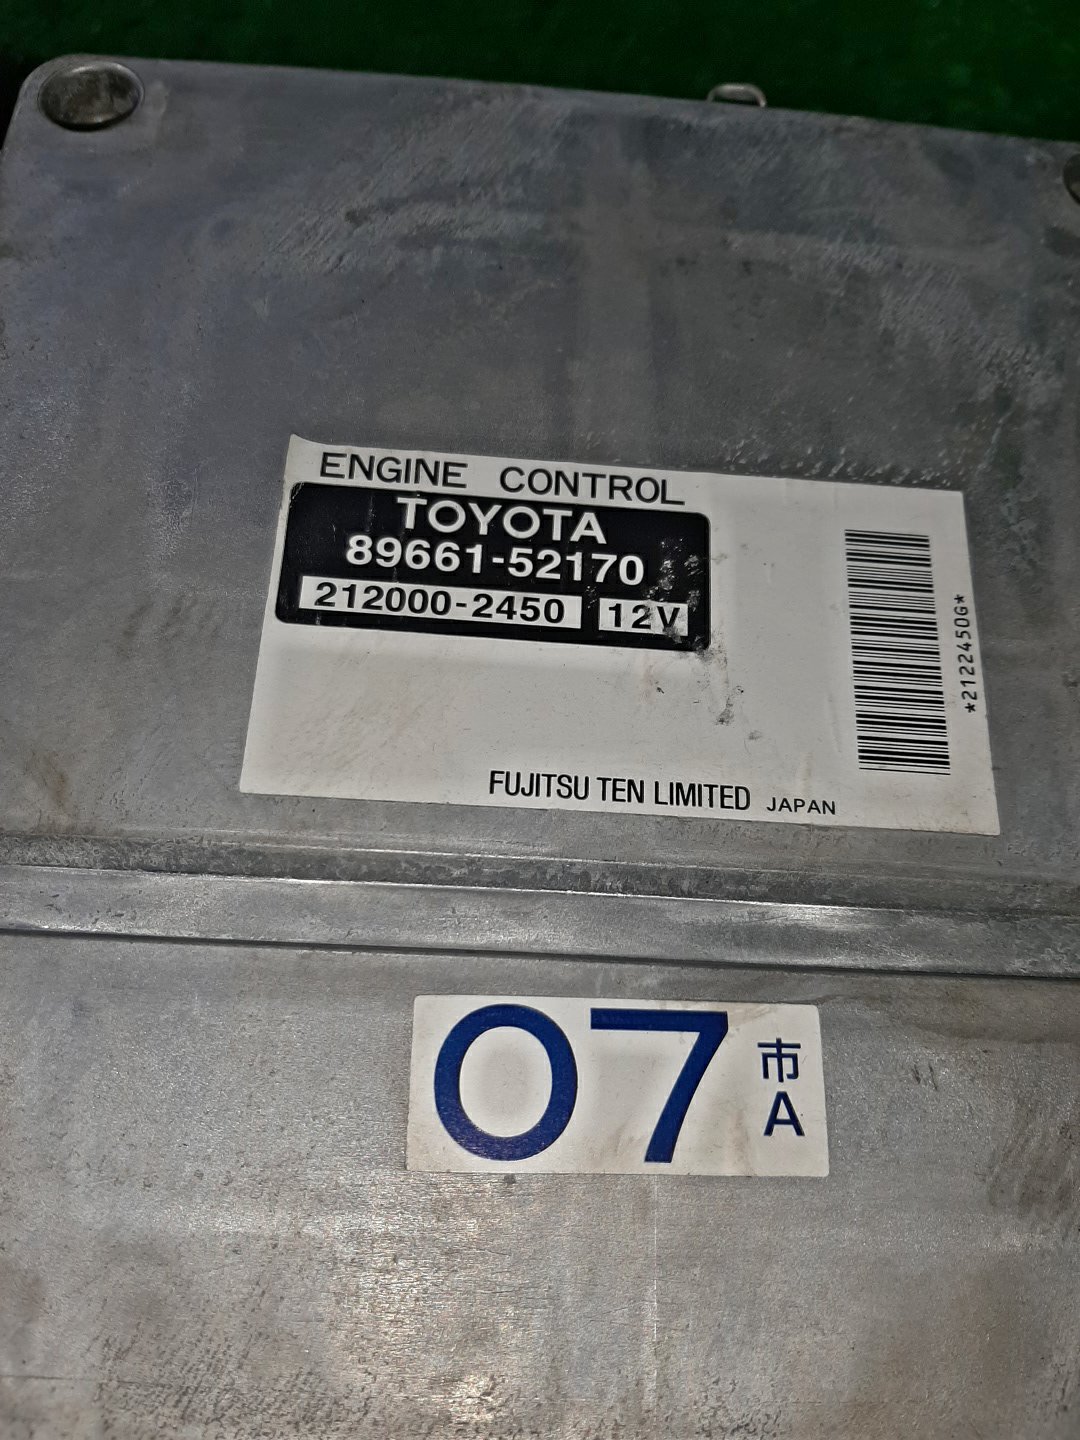 ENGINE CONTROL
TOYOTA
89661-52170
212000-2450 12V
*2122450G*
FUJITSU TEN LIMITED JAPAN
07 市
A